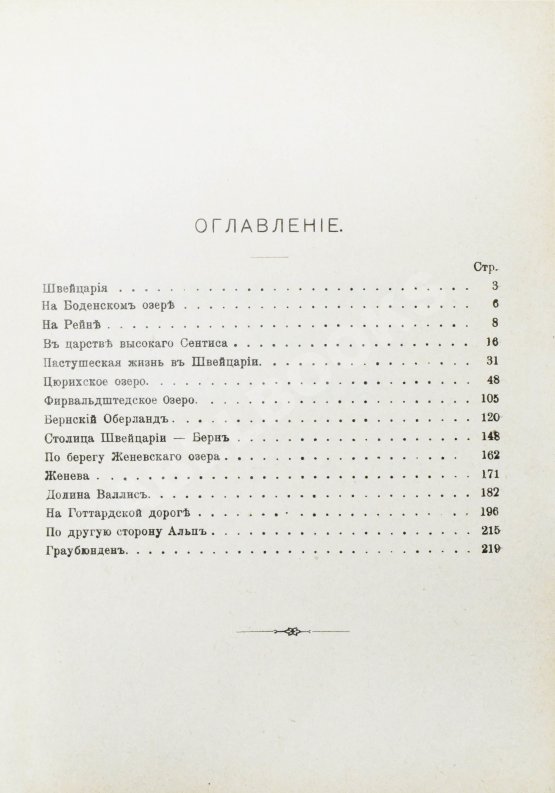 ОГЛАВЛЕНІЕ.
Стр.
Швейцарія . . . . . . . . . . . . . . . . . . . . . 3
На Боденскомъ озерѣ . . . . . . . . . . . . . . . . . 6
На Рейнѣ . . . . . . . . . . . . . . . . . . . . . 8
Въ царствѣ высокаго Сентиса . . . . . . . . . . . . . . 16
Пастушеская жизнь въ Швейцаріи. . . . . . . . . . . . . 31
Цюрихское озеро. . . . . . . . . . . . . . . . . . . 48
Фирвальдштедское Озеро. . . . . . . . . . . . . . . . 105
Бернскій Оберландъ . . . . . . . . . . . . . . . . . 120
Столица Швейцаріи — Бернъ . . . . . . . . . . . . . . 148
По берегу Женевскаго озера . . . . . . . . . . . . . . 162
Женева . . . . . . . . . . . . . . . . . . . . . . 171
Долина Валлисъ. . . . . . . . . . . . . . . . . . . 182
На Готтардской дорогѣ . . . . . . . . . . . . . . . . 196
По другую сторону Альпъ . . . . . . . . . . . . . . . 215
Граубюнденъ. . . . . . . . . . . . . . . . . . . . 219